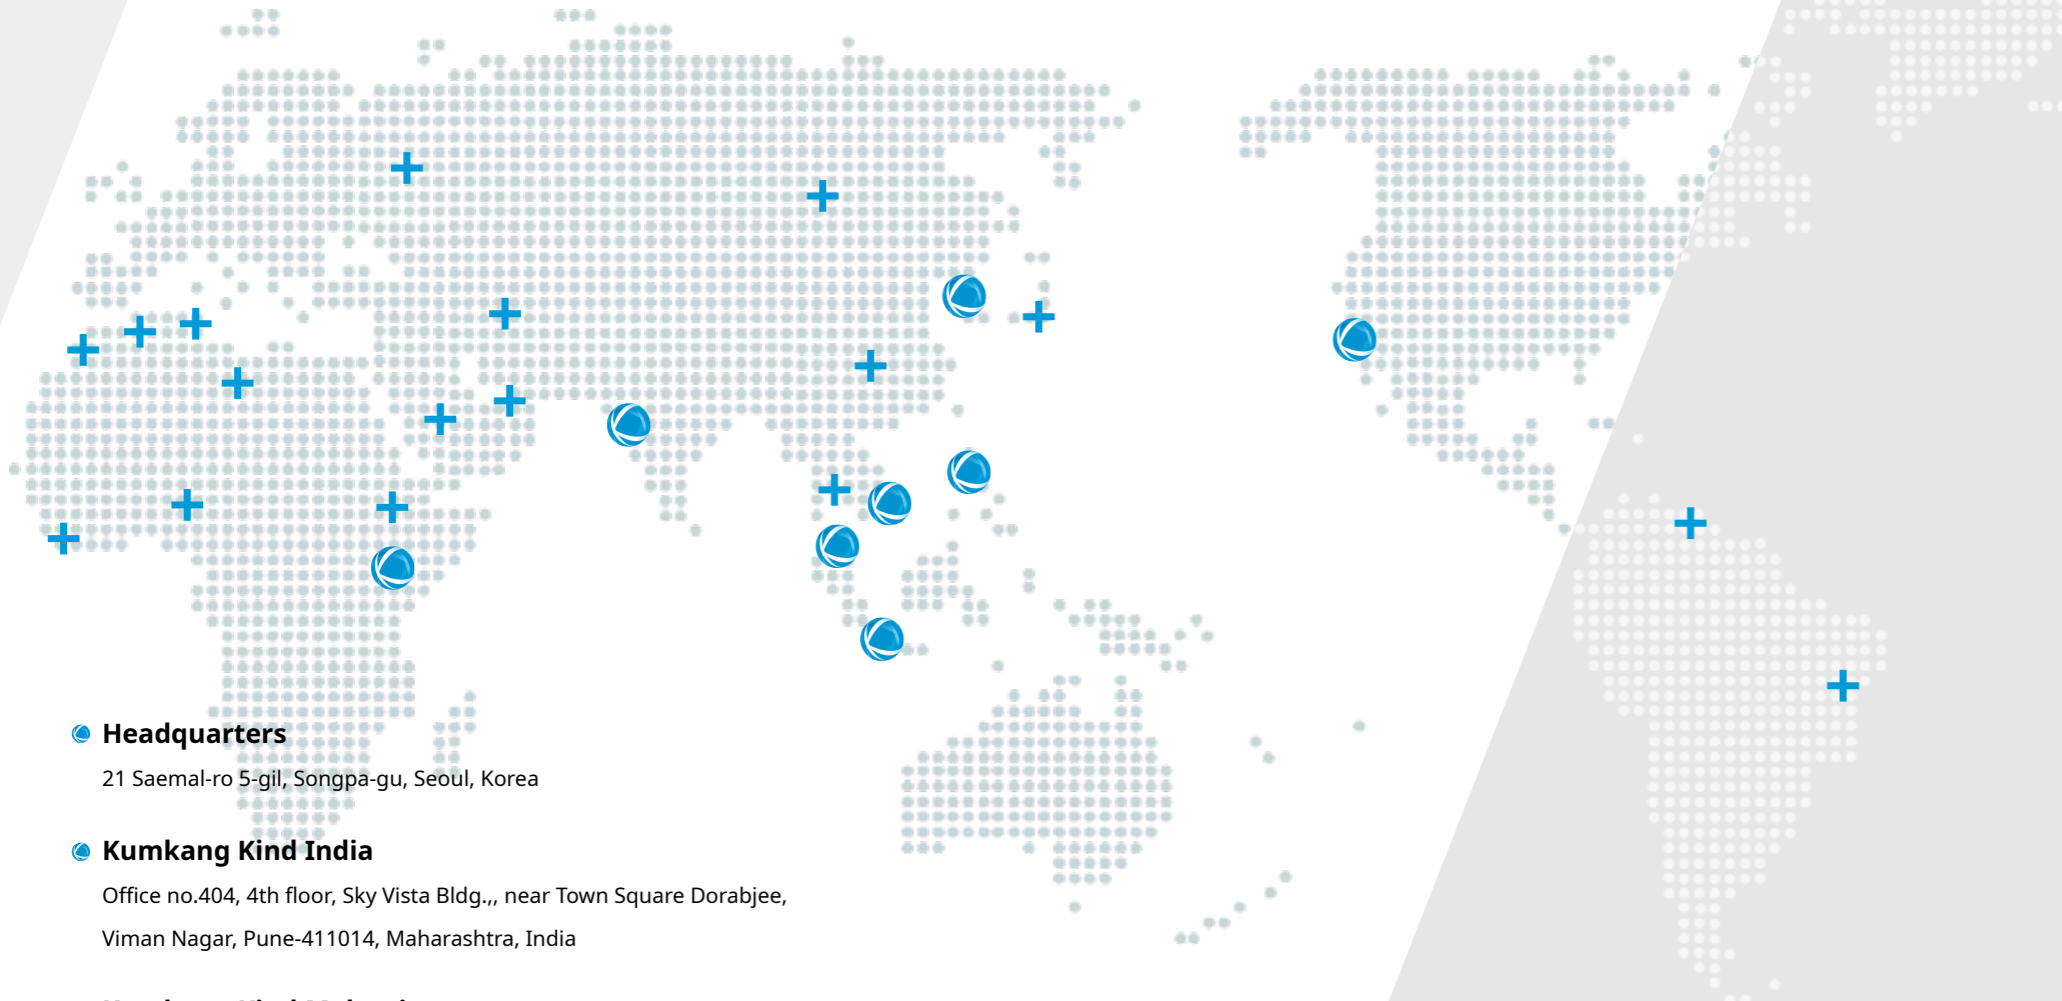 Headquarters
21 Saemal-ro 5-gil, Songpa-gu, Seoul, Korea
Kumkang Kind India
Office no.404, 4th floor, Sky Vista Bldg.,, near Town Square Dorabjee,
Viman Nagar, Pune-411014, Maharashtra, India